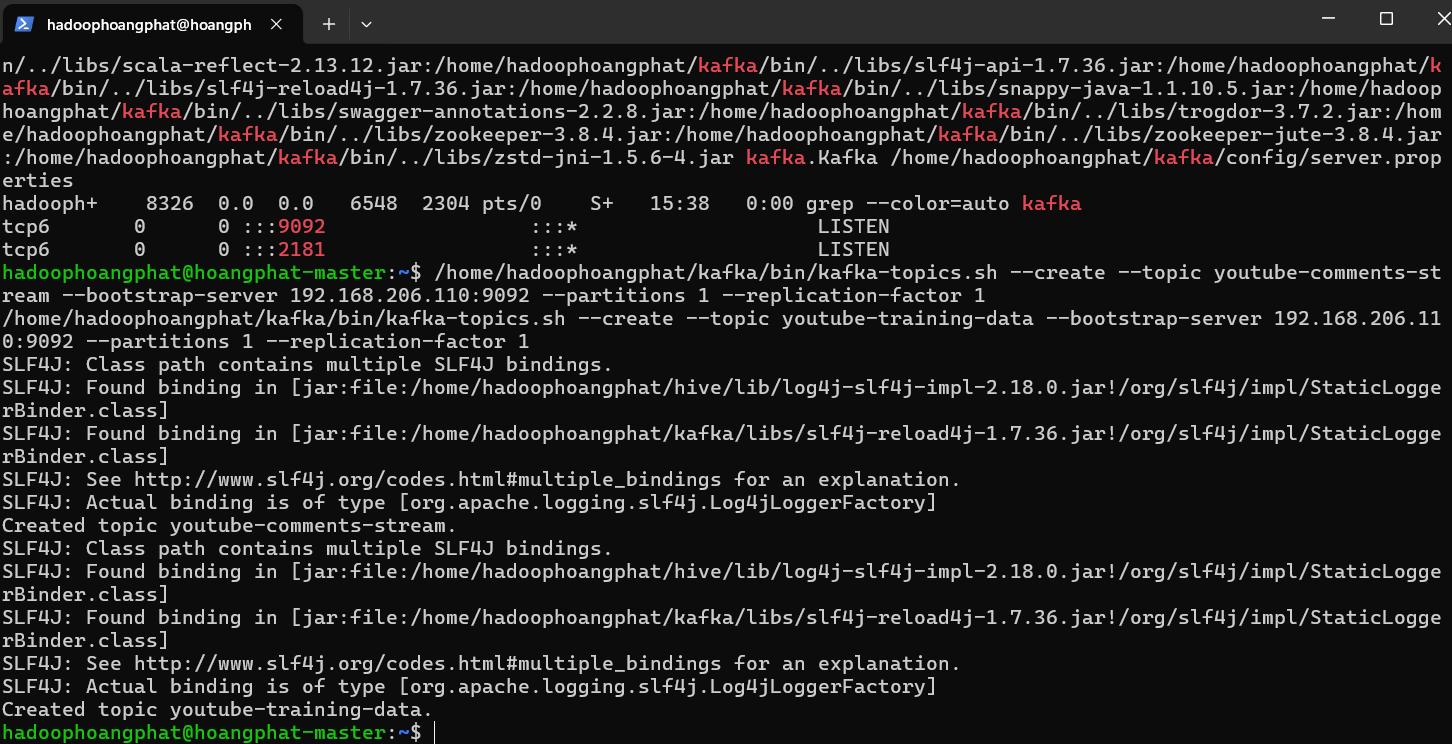 hadoophoangphat@hoangph
n/../libs/scala-reflect-2.13.12.jar:/home/hadoophoangphat/kafka/bin/../libs/slf4j-api-1.7.36.jar:/home/hadoophoangphat/k
afka/bin/../libs/slf4j-reload4j-1.7.36.jar:/home/hadoophoangphat/kafka/bin/../libs/snappy-java-1.1.10.5.jar:/home/hadoop
hoangphat/kafka/bin/../libs/swagger-annotations-2.2.8.jar:/home/hadoophoangphat/kafka/bin/../libs/trogdor-3.7.2.jar:/hom
e/hadoophoangphat/kafka/bin/../libs/zookeeper-3.8.4.jar:/home/hadoophoangphat/kafka/bin/../libs/zookeeper-jute-3.8.4.jar
:/home/hadoophoangphat/kafka/bin/../libs/zstd-jni-1.5.6-4.jar kafka.Kafka /home/hadoophoangphat/kafka/config/server.prop
erties
hadooph+    8326  0.0  0.0   6548  2304 pts/0    S+   15:38   0:00 grep --color=auto kafka
tcp6       0      0 :::9092                 :::*                    LISTEN
tcp6       0      0 :::2181                 :::*                    LISTEN
hadoophoangphat@hoangphat-master:~$ /home/hadoophoangphat/kafka/bin/kafka-topics.sh --create --topic youtube-comments-st
ream --bootstrap-server 192.168.206.110:9092 --partitions 1 --replication-factor 1
/home/hadoophoangphat/kafka/bin/kafka-topics.sh --create --topic youtube-training-data --bootstrap-server 192.168.206.11
0:9092 --partitions 1 --replication-factor 1
SLF4J: Class path contains multiple SLF4J bindings.
SLF4J: Found binding in [jar:file:/home/hadoophoangphat/hive/lib/log4j-slf4j-impl-2.18.0.jar!/org/slf4j/impl/StaticLogge
rBinder.class]
SLF4J: Found binding in [jar:file:/home/hadoophoangphat/kafka/libs/slf4j-reload4j-1.7.36.jar!/org/slf4j/impl/StaticLogge
rBinder.class]
SLF4J: See http://www.slf4j.org/codes.html#multiple_bindings for an explanation.
SLF4J: Actual binding is of type [org.apache.logging.slf4j.Log4jLoggerFactory]
Created topic youtube-comments-stream.
SLF4J: Class path contains multiple SLF4J bindings.
SLF4J: Found binding in [jar:file:/home/hadoophoangphat/hive/lib/log4j-slf4j-impl-2.18.0.jar!/org/slf4j/impl/StaticLogge
rBinder.class]
SLF4J: Found binding in [jar:file:/home/hadoophoangphat/kafka/libs/slf4j-reload4j-1.7.36.jar!/org/slf4j/impl/StaticLogge
rBinder.class]
SLF4J: See http://www.slf4j.org/codes.html#multiple_bindings for an explanation.
SLF4J: Actual binding is of type [org.apache.logging.slf4j.Log4jLoggerFactory]
Created topic youtube-training-data.
hadoophoangphat@hoangphat-master:~$